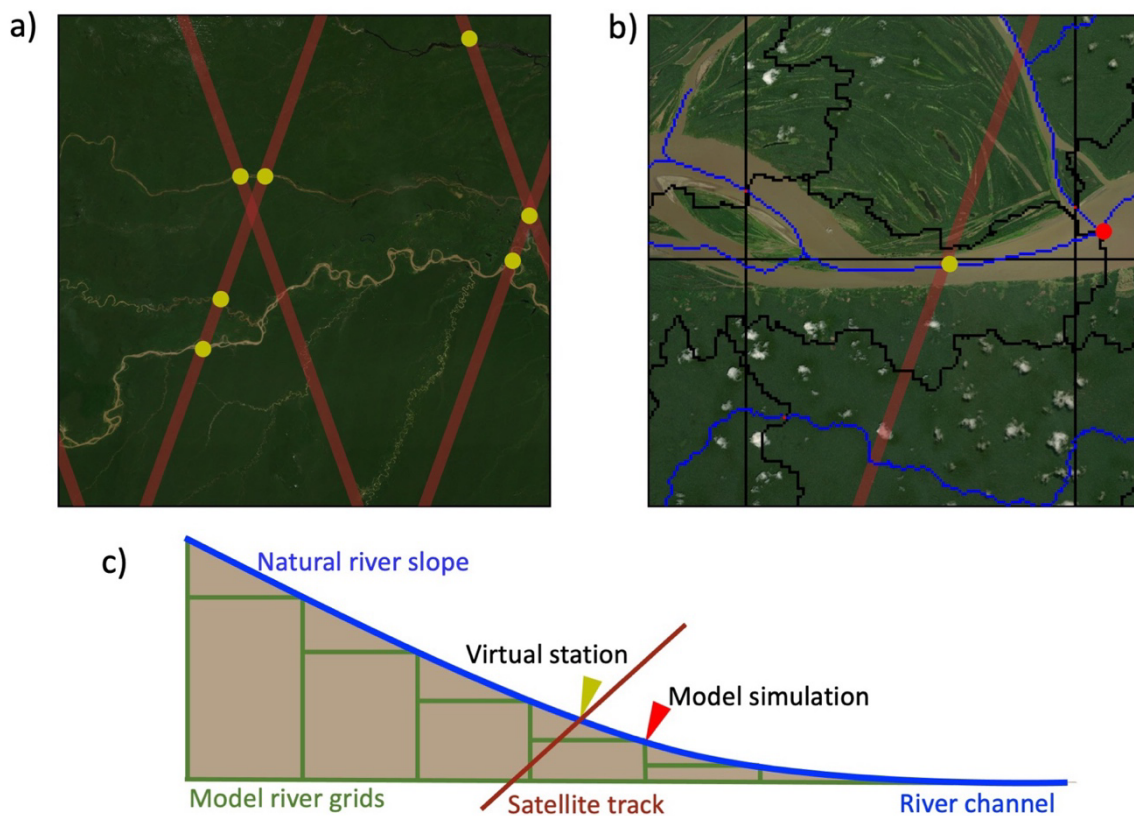 a)
b)
c)
Natural river slope
Virtual station
Model simulation
Model river grids
Satellite track
River channel